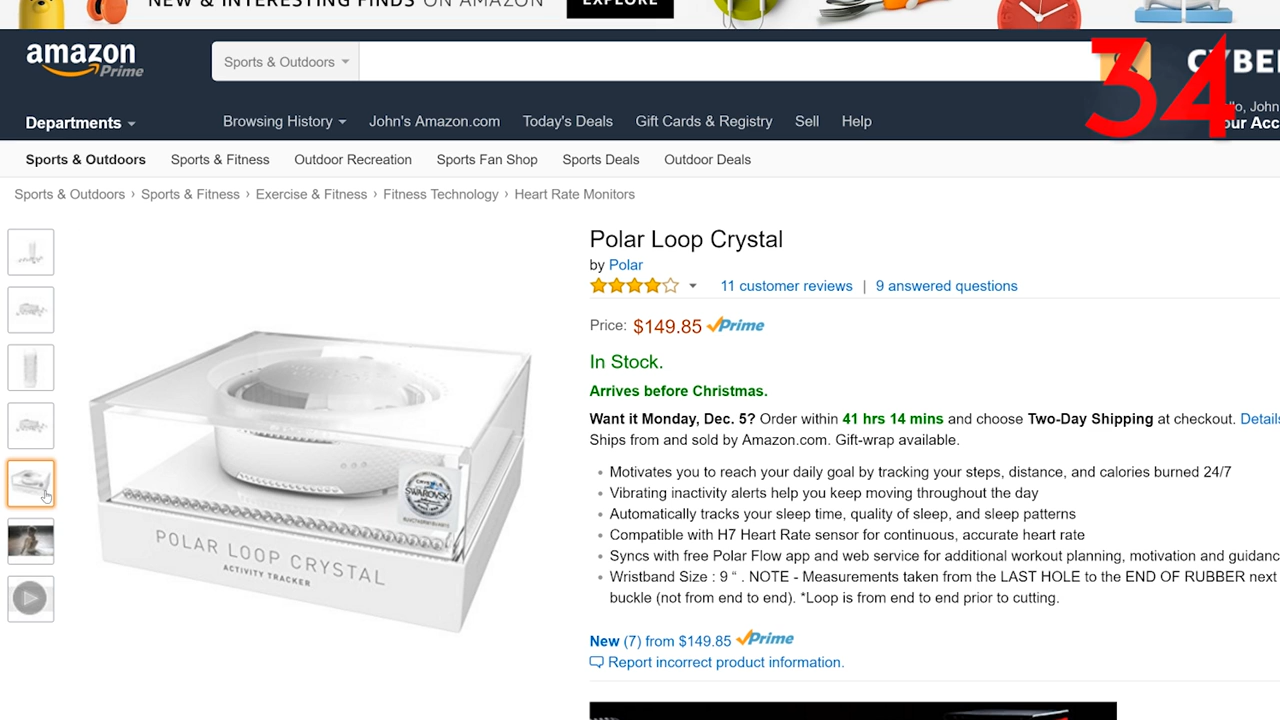 NEW & INTERESTING FINDS ON AMAZON EXPLORE
amazon
Prime
Sports & Outdoors
34
Departments
Browsing History
John's Amazon.com
Today's Deals
Gift Cards & Registry
Sell
Help
John
Sports & Outdoors
Sports & Fitness
Outdoor Recreation
Sports Fan Shop
Sports Deals
Outdoor Deals
Sports & Outdoors › Sports & Fitness › Exercise & Fitness › Fitness Technology › Heart Rate Monitors
Polar Loop Crystal
by Polar
11 customer reviews | 9 answered questions
Price: $149.85 Prime
In Stock.
Arrives before Christmas.
Want it Monday, Dec. 5? Order within 41 hrs 14 mins and choose Two-Day Shipping at checkout. Details
Ships from and sold by Amazon.com. Gift-wrap available.
• Motivates you to reach your daily goal by tracking your steps, distance, and calories burned 24/7
• Vibrating inactivity alerts help you keep moving throughout the day
• Automatically tracks your sleep time, quality of sleep, and sleep patterns
• Compatible with H7 Heart Rate sensor for continuous, accurate heart rate
• Syncs with free Polar Flow app and web service for additional workout planning, motivation and guidanc
• Wristband Size : 9 “ . NOTE - Measurements taken from the LAST HOLE to the END OF RUBBER next
buckle (not from end to end). *Loop is from end to end prior to cutting.
New (7) from $149.85 Prime
Report incorrect product information.
SWAROVSKI
POLAR LOOP CRYSTAL
ACTIVITY TRACKER